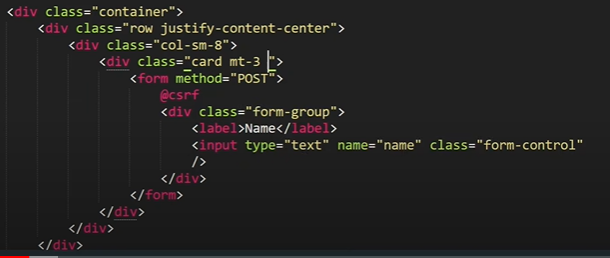 <div class="container">
<div class="row justify-content-center">
<div class="col-sm-8">
<div class="card mt-3 ">
<form method="POST">
@csrf
<div class="form-group">
<label>Name</label>
<input type="text" name="name" class="form-control"
/>
</div>
</form>
</div>
</div>
</div>